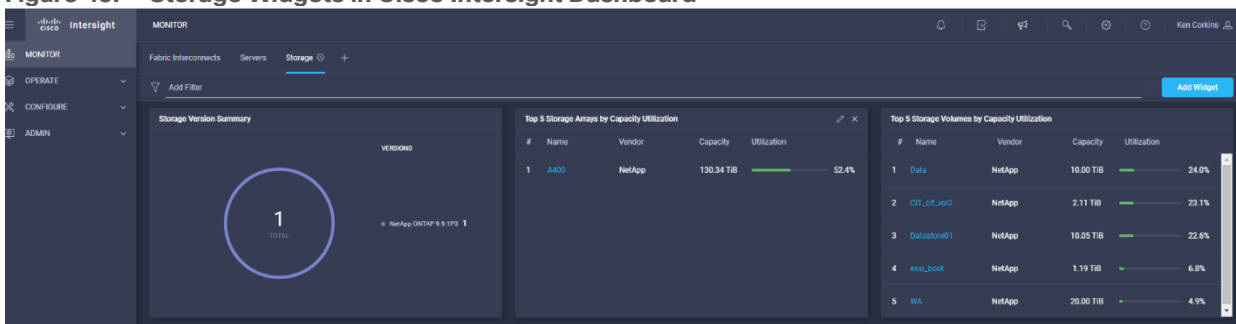 Figure 43. Storage Widgets in Cisco Intersight Dashboard
cisco Intersight
MONITOR
Ken Corkins
MONITOR
OPERATE
CONFIGURE
ADMIN
Fabric Interconnects Servers Storage +
Add Filter
Add Widget
Storage Version Summary
VERSIONS
1
TOTAL
NetApp ONTAP 9.9.1P3 1
Top 5 Storage Arrays by Capacity Utilization
# Name Vendor Capacity Utilization
1 A400 NetApp 130.34 TiB 52.4%
Top 5 Storage Volumes by Capacity Utilization
# Name Vendor Capacity Utilization
1 Data NetApp 10.00 TiB 24.0%
2 CIT_cit_vol2 NetApp 2.11 TiB 23.1%
3 Datastore01 NetApp 10.05 TiB 22.6%
4 esxi_boot NetApp 1.19 TiB 6.8%
5 WA NetApp 20.00 TiB 4.9%